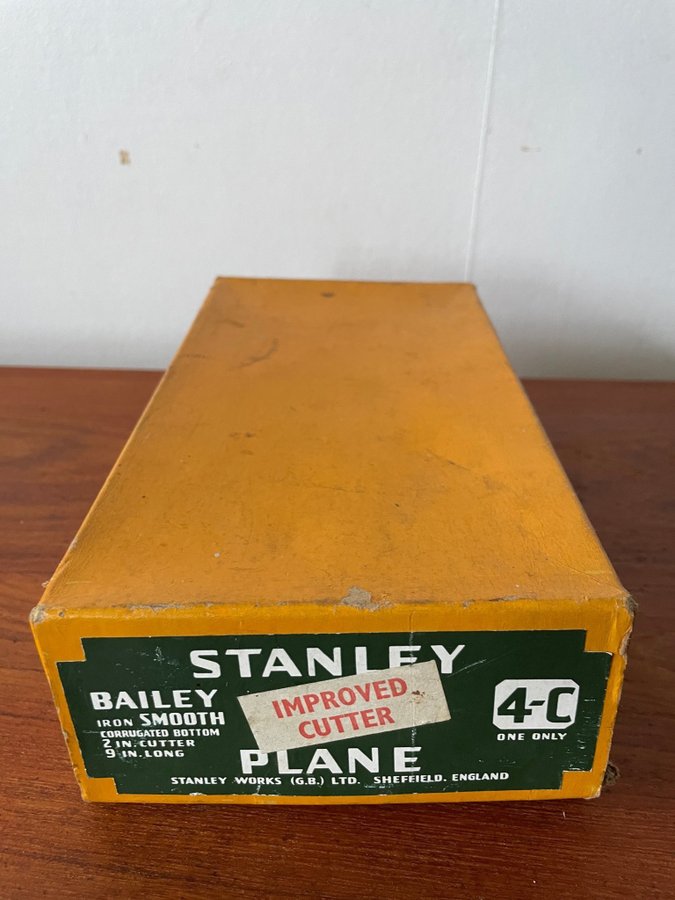 STANLEY
BAILEY
IRON SMOOTH
CORRUGATED BOTTOM
2 IN. CUTTER
9 IN. LONG
IMPROVED
CUTTER
4-C
ONE ONLY
PLANE
STANLEY WORKS (G.B.) LTD. SHEFFIELD. ENGLAND